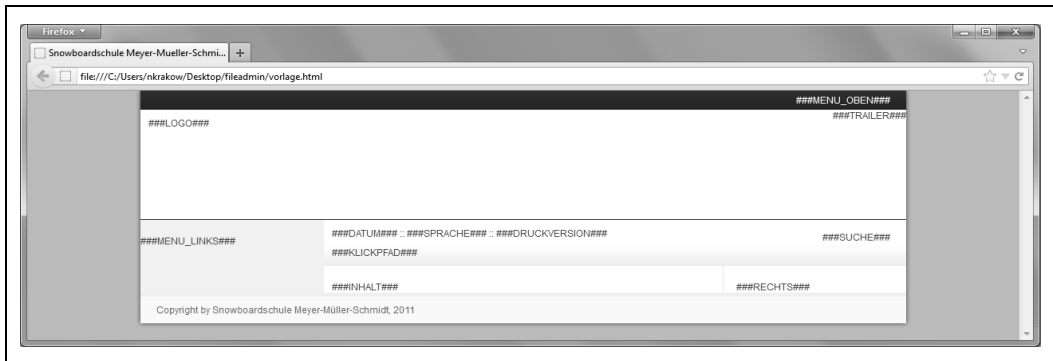 Firefox
Snowboardschule Meyer-Mueller-Schmi... +
file:///C:/Users/nkrakow/Desktop/fileadmin/vorlage.html
###MENU_OBEN###
###LOGO###
###TRAILER###
###MENU_LINKS###
###DATUM### :: ###SPRACHE### :: ###DRUCKVERSION###
###SUCHE###
###KLICKPFAD###
###INHALT###
###RECHTS###
Copyright by Snowboardschule Meyer-Müller-Schmidt, 2011